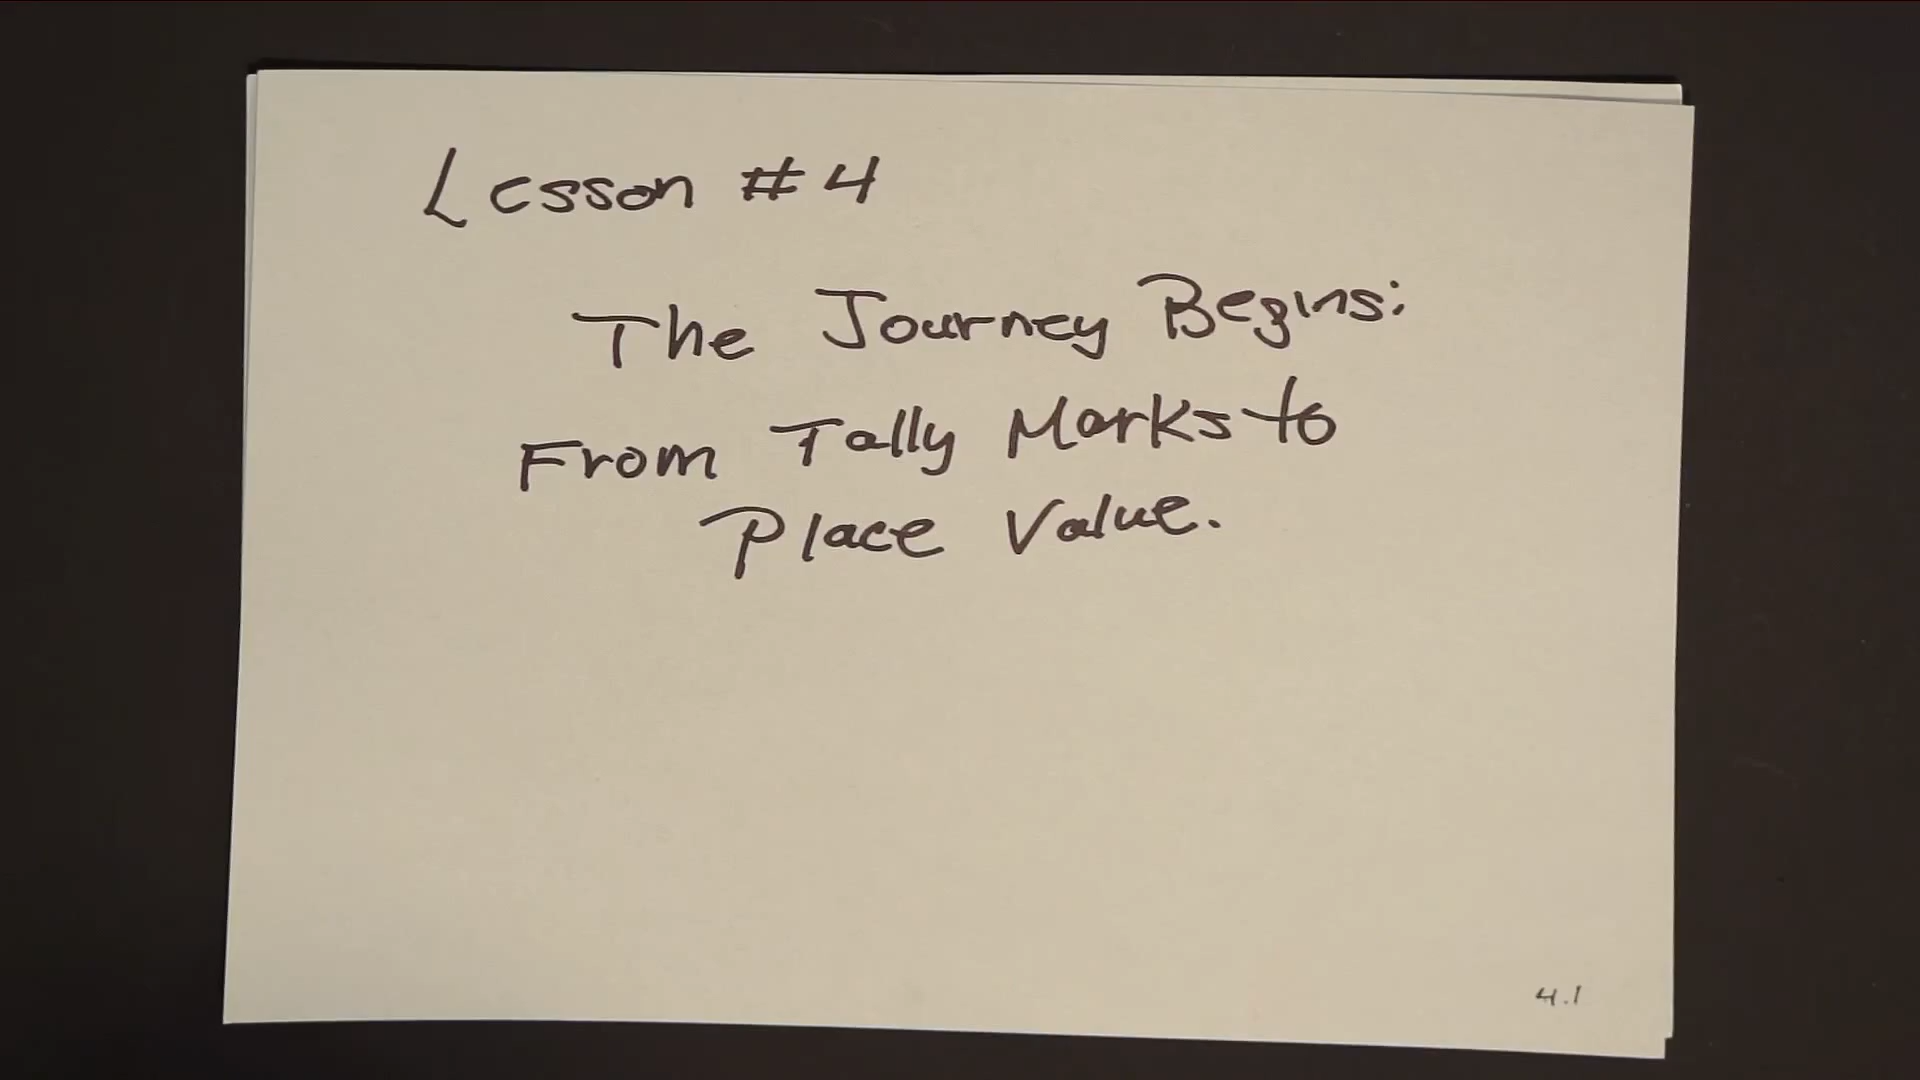 Lesson #4
The Journey Begins:
From Tally Marks to
Place Value.
4.1